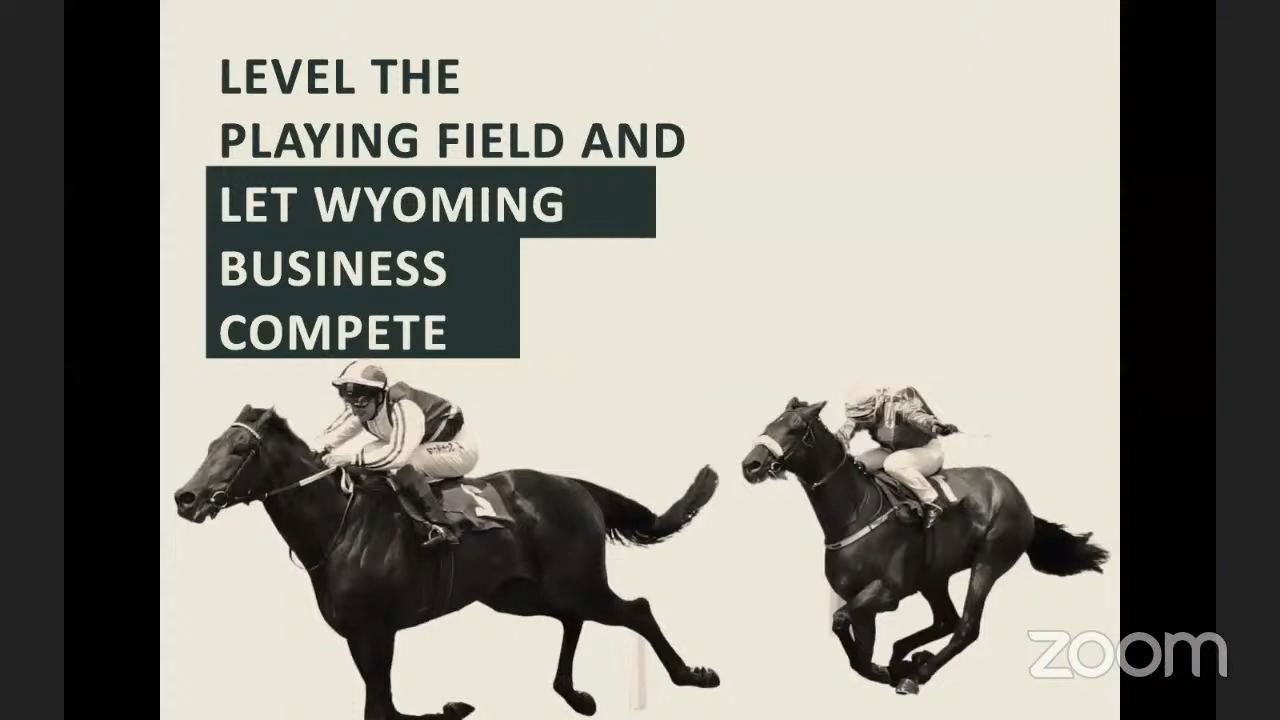 LEVEL THE
PLAYING FIELD AND
LET WYOMING
BUSINESS
COMPETE
zoom